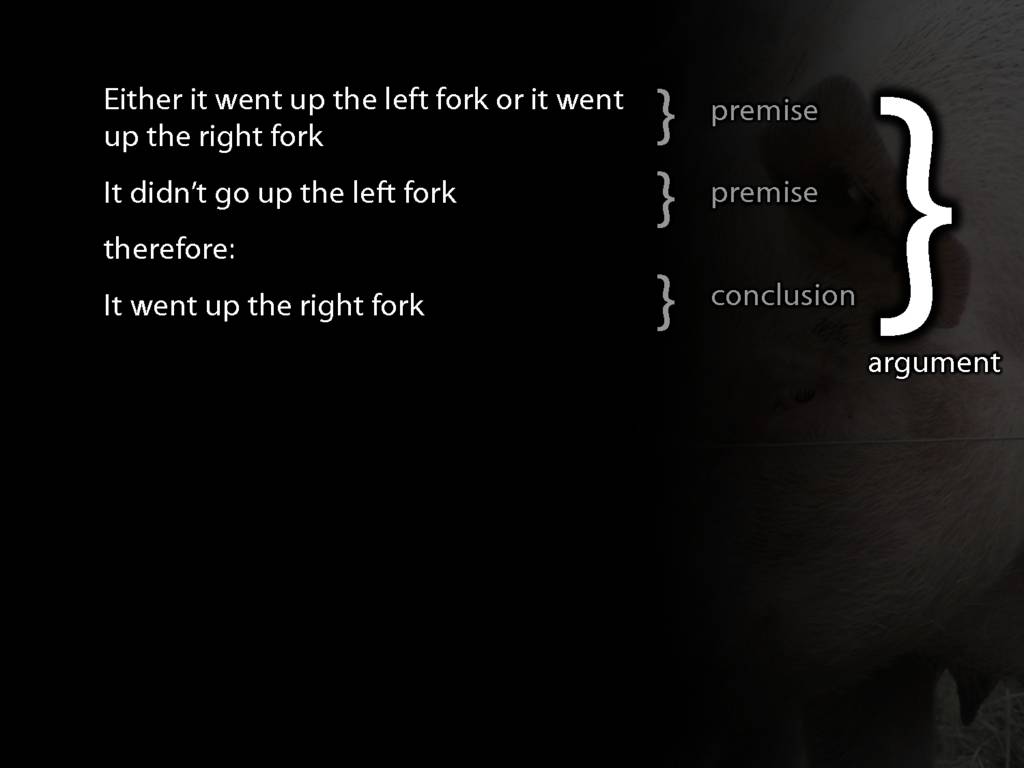 Either it went up the left fork or it went
up the right fork
} premise
It didn’t go up the left fork
} premise
therefore:
It went up the right fork
} conclusion
}
argument